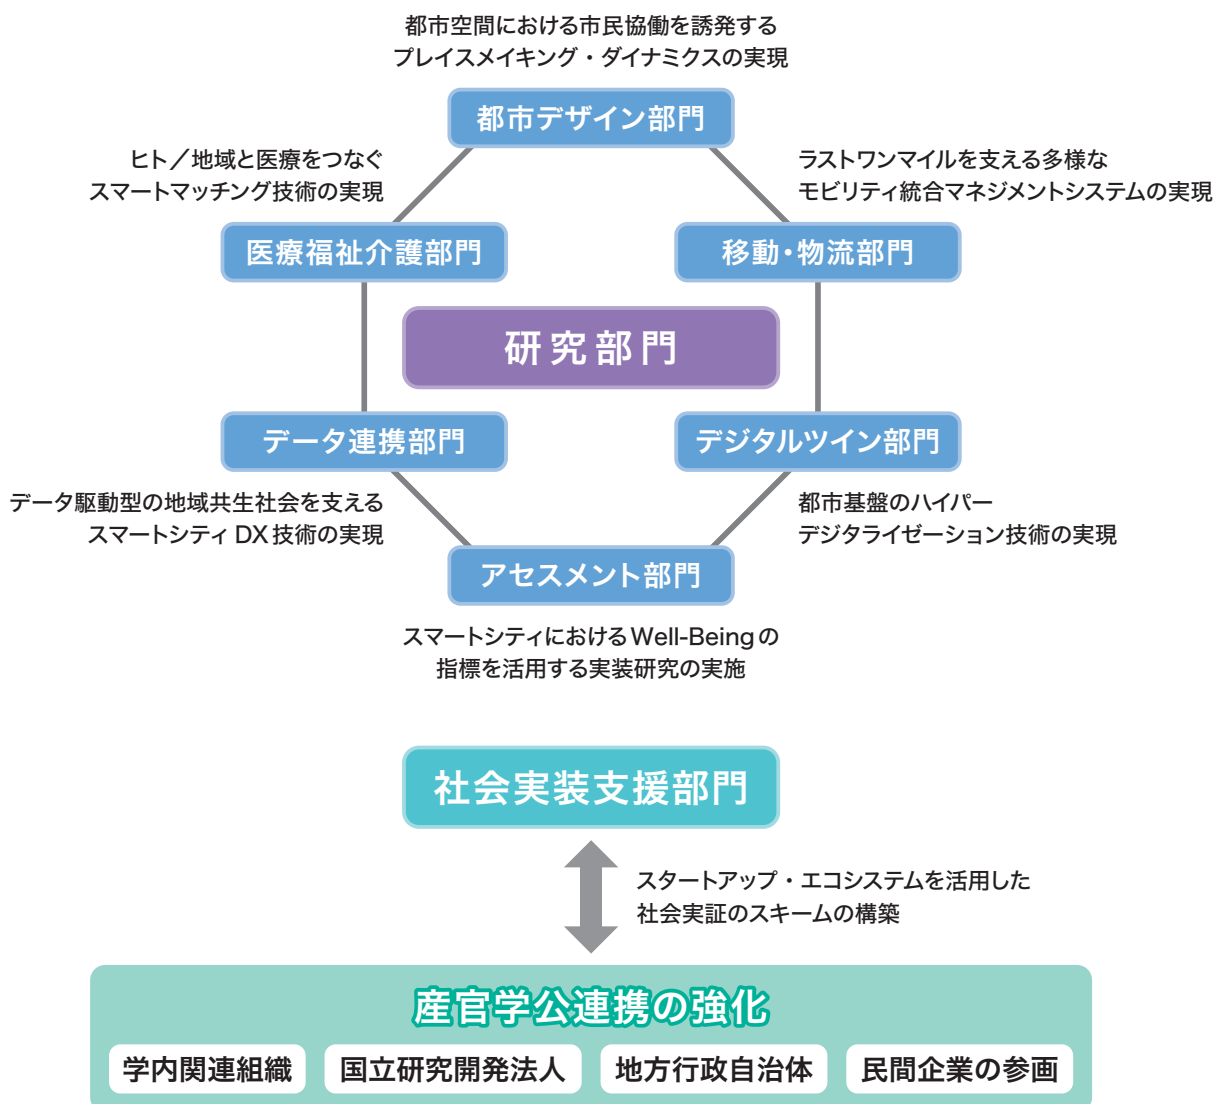 都市空間における市民協働を誘発する
プレイスメイキング・ダイナミクスの実現
都市デザイン部門
ヒト／地域と医療をつなぐ
スマートマッチング技術の実現
ラストワンマイルを支える多様な
モビリティ統合マネジメントシステムの実現
医療福祉介護部門
移動・物流部門
研究部門
データ連携部門
デジタルツイン部門
データ駆動型の地域共生社会を支える
スマートシティ DX 技術の実現
都市基盤のハイパー
デジタライゼーション技術の実現
アセスメント部門
スマートシティにおける Well-Being の
指標を活用する実装研究の実施
社会実装支援部門
スタートアップ・エコシステムを活用した
社会実証のスキームの構築
産官学公連携の強化
学内関連組織
国立研究開発法人
地方行政自治体
民間企業の参画